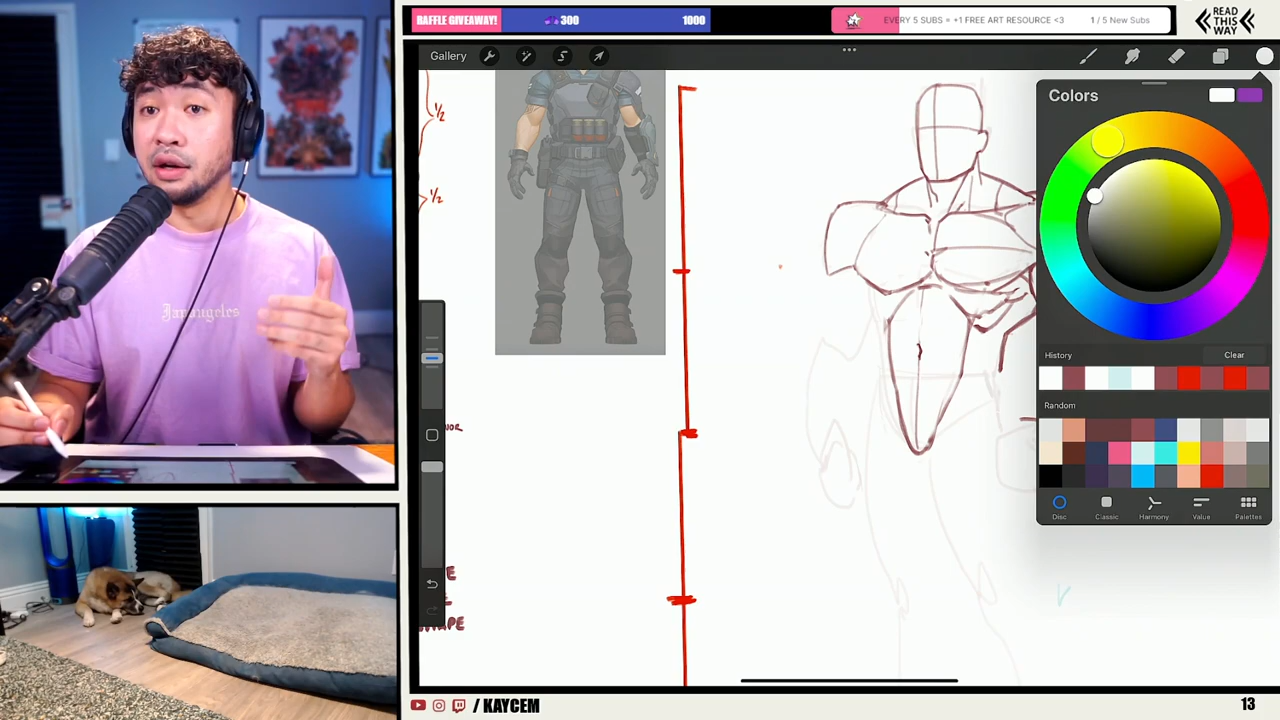 RAFFLE GIVEAWAY!
300
1000
EVERY 5 SUBS = +1 FREE ART RESOURCE <3
1 / 5 New Subs
READ
THIS
WAY
Gallery
1/2
1/2
Colors
History
Clear
Random
Disc
Classic
Harmony
Value
Palettes
/ KAYCEM
13